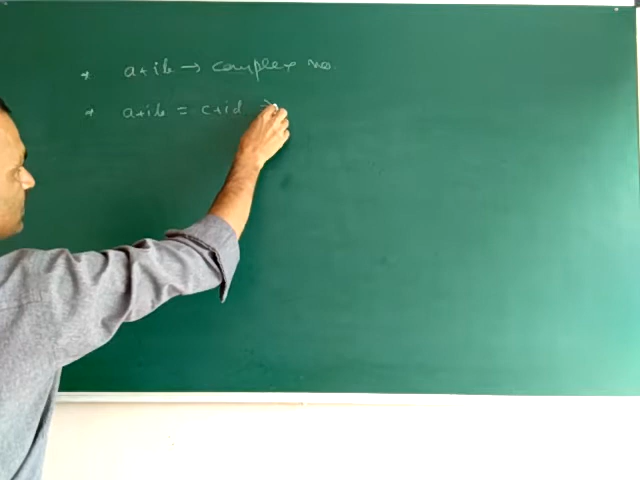 * a+ib → complex no.
* a+ib = c+id ⇒